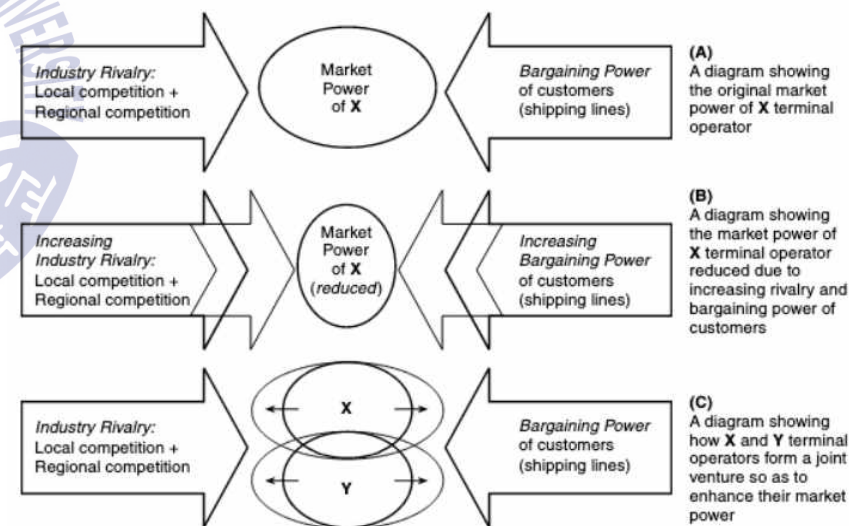 Industry Rivalry:
Local competition +
Regional competition
Market
Power
of X
Bargaining Power
of customers
(shipping lines)
(A)
A diagram showing
the original market
power of X terminal
operator
Increasing
Industry Rivalry:
Local competition +
Regional competition
Market
Power
of X
(reduced)
Increasing
Bargaining Power
of customers
(shipping lines)
(B)
A diagram showing
the market power of
X terminal operator
reduced due to
increasing rivalry and
bargaining power of
customers
Industry Rivalry:
Local competition +
Regional competition
X
Y
Bargaining Power
of customers
(shipping lines)
(C)
A diagram showing
how X and Y terminal
operators form a joint
venture so as to
enhance their market
power